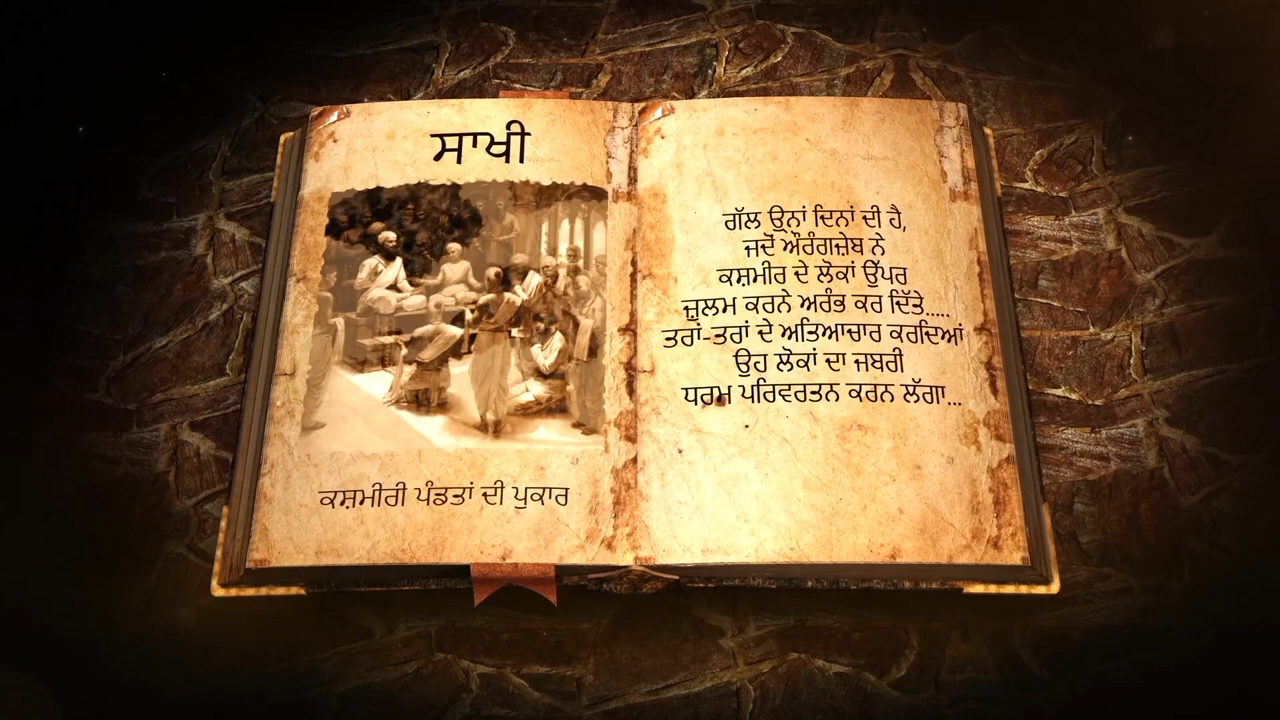 ਸਾਖੀ
ਕਸ਼ਮੀਰੀ ਪੰਡਤਾਂ ਦੀ ਪੁਕਾਰ
ਗੱਲ ਉਨਾਂ ਦਿਨਾਂ ਦੀ ਹੈ,
ਜਦੋਂ ਔਰੰਗਜ਼ੇਬ ਨੇ
ਕਸ਼ਮੀਰ ਦੇ ਲੋਕਾਂ ਉੱਪਰ
ਜ਼ੁਲਮ ਕਰਨੇ ਅਰੰਭ ਕਰ ਦਿੱਤੇ.....
ਤਰਾਂ-ਤਰਾਂ ਦੇ ਅਤਿਆਚਾਰ ਕਰਦਿਆਂ
ਉਹ ਲੋਕਾਂ ਦਾ ਜਬਰੀ
ਧਰਮ ਪਰਿਵਰਤਨ ਕਰਨ ਲੱਗਾ...